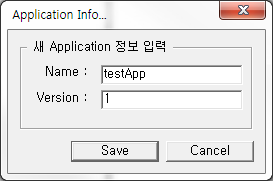 Application Info...
새 Application 정보 입력
Name : testApp
Version : 1
Save Cancel